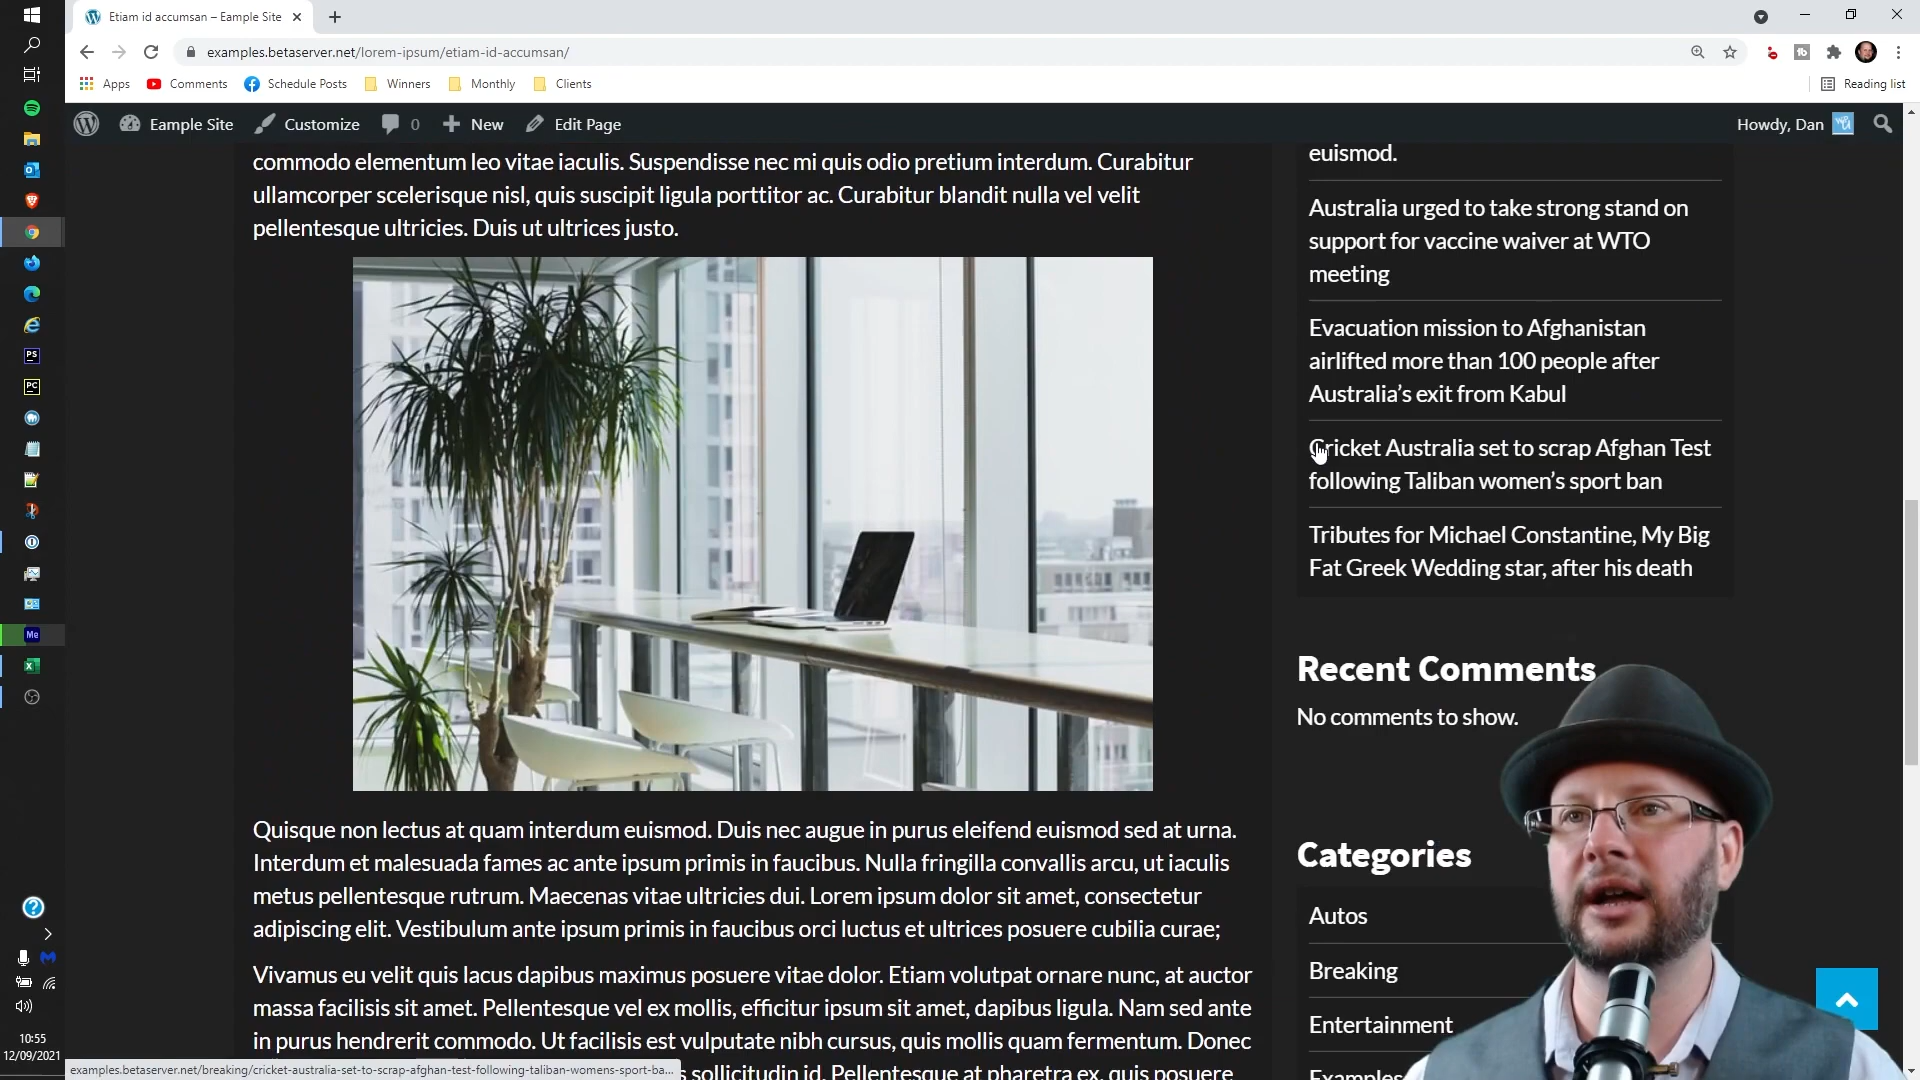 Etiam id accumsan – Eample Site
examples.betaserver.net/lorem-ipsum/etiam-id-accumsan/
Apps
Comments
Schedule Posts
Winners
Monthly
Clients
Reading list
Eample Site
Customize
0
New
Edit Page
Howdy, Dan
commodo elementum leo vitae iaculis. Suspendisse nec mi quis odio pretium interdum. Curabitur
ullamcorper scelerisque nisl, quis suscipit ligula porttitor ac. Curabitur blandit nulla vel velit
pellentesque ultricies. Duis ut ultrices justo.
Quisque non lectus at quam interdum euismod. Duis nec augue in purus eleifend euismod sed at urna.
Interdum et malesuada fames ac ante ipsum primis in faucibus. Nulla fringilla convallis arcu, ut iaculis
metus pellentesque rutrum. Maecenas vitae ultricies dui. Lorem ipsum dolor sit amet, consectetur
adipiscing elit. Vestibulum ante ipsum primis in faucibus orci luctus et ultrices posuere cubilia curae;
Vivamus eu velit quis lacus dapibus maximus posuere vitae dolor. Etiam volutpat ornare nunc, at auctor
massa facilisis sit amet. Pellentesque vel ex mollis, efficitur ipsum sit amet, dapibus ligula. Nam sed ante
in purus hendrerit commodo. Ut facilisis est vulputate nibh cursus, quis mollis quam fermentum. Donec
sollicitudin id. Pellentesque at pharetra ex, quis posuere
euismod.
Australia urged to take strong stand on
support for vaccine waiver at WTO
meeting
Evacuation mission to Afghanistan
airlifted more than 100 people after
Australia’s exit from Kabul
Cricket Australia set to scrap Afghan Test
following Taliban women’s sport ban
Tributes for Michael Constantine, My Big
Fat Greek Wedding star, after his death
Recent Comments
No comments to show.
Categories
Autos
Breaking
Entertainment
Examples
PS
PC
Me
10:55
12/09/2021
examples.betaserver.net/breaking/cricket-australia-set-to-scrap-afghan-test-following-taliban-womens-sport-ba...